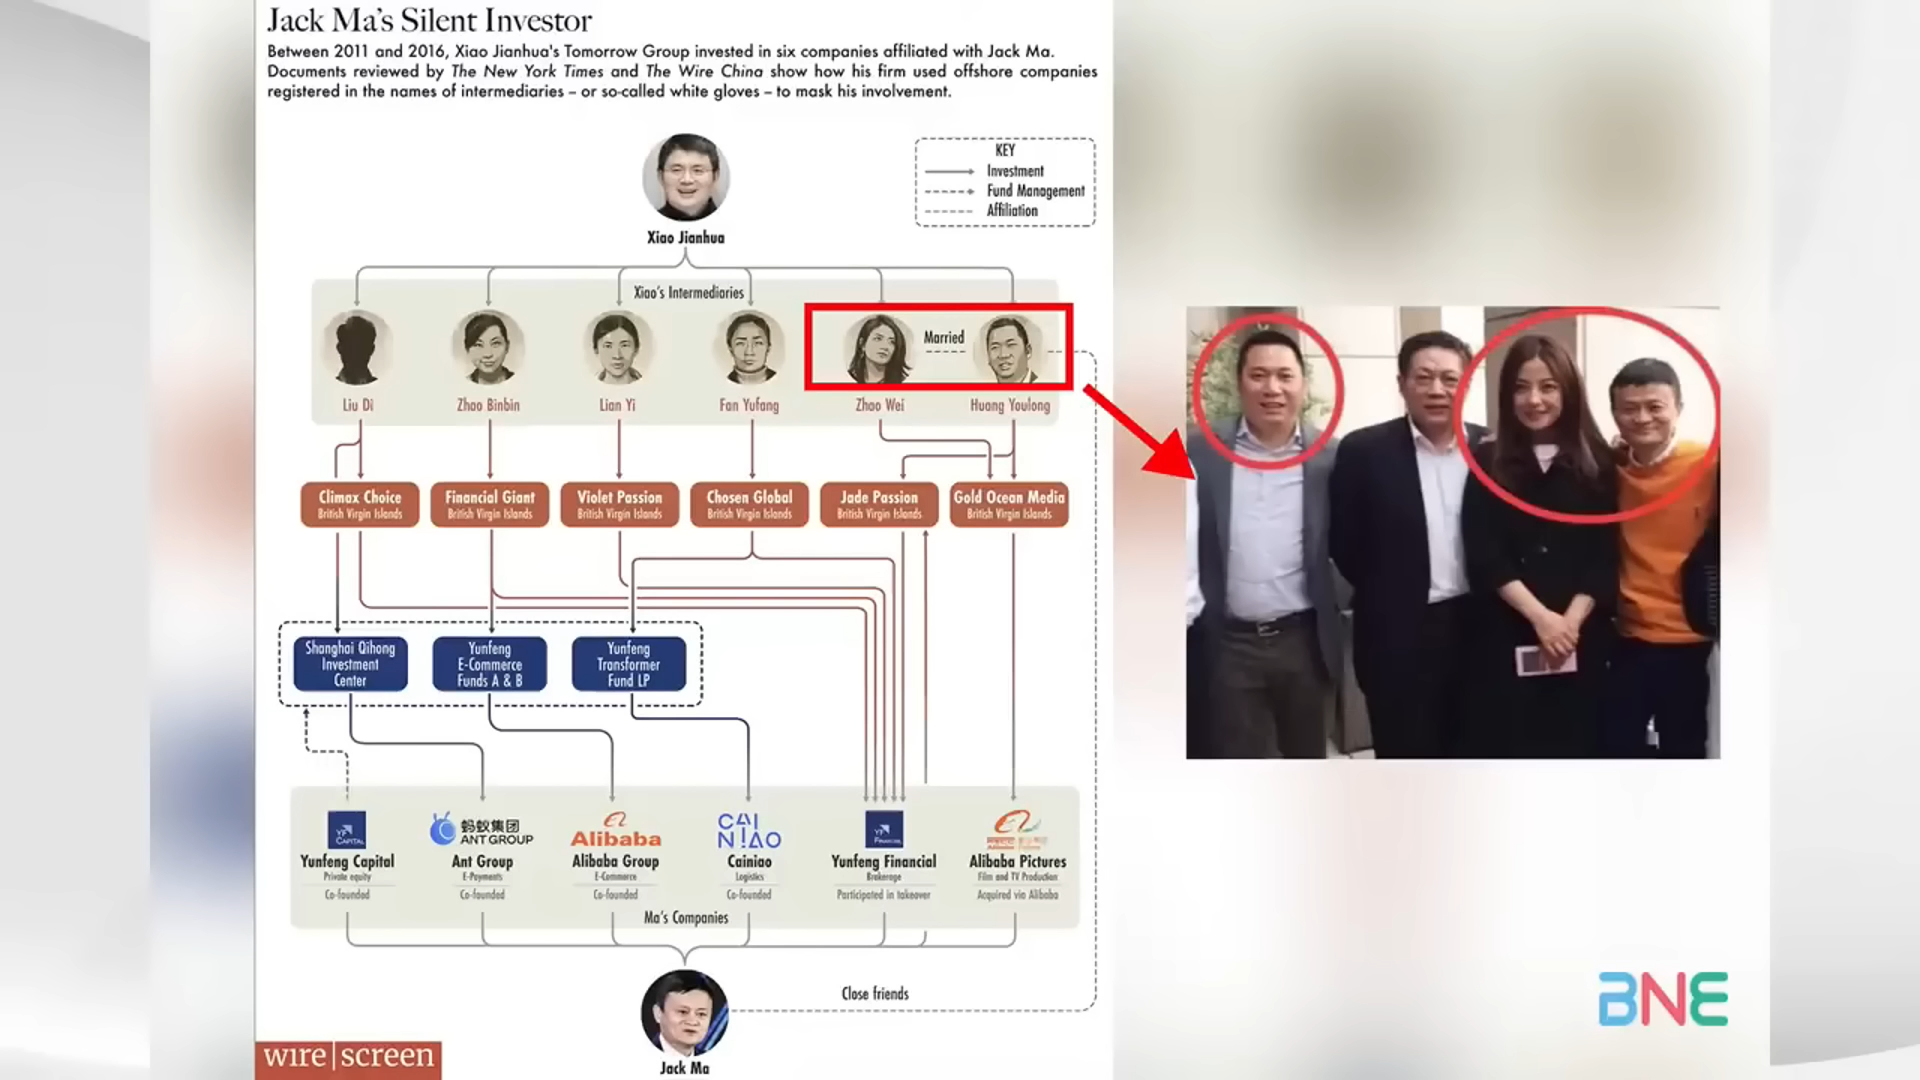 Jack Ma's Silent Investor
Between 2011 and 2016, Xiao Jianhua's Tomorrow Group invested in six companies affiliated with Jack Ma.
Documents reviewed by The New York Times and The Wire China show how his firm used offshore companies
registered in the names of intermediaries – or so-called white gloves – to mask his involvement.
KEY
Investment
Fund Management
Affiliation
Xiao Jianhua
Xiao's Intermediaries
Married
Liu Di
Zhao Binbin
Lian Yi
Fan Yufang
Zhao Wei
Huang Youlong
Climax Choice
British Virgin Islands
Financial Giant
British Virgin Islands
Violet Passion
British Virgin Islands
Chosen Global
British Virgin Islands
Jade Passion
British Virgin Islands
Gold Ocean Media
British Virgin Islands
Shanghai Qihong
Investment
Center
Yunfeng
E-Commerce
Funds A & B
Yunfeng
Transformer
Fund LP
YF
CAPITAL
Yunfeng Capital
Private equity
Co-founded
蚂蚁集团
ANT GROUP
Ant Group
E-Payments
Co-founded
Alibaba
Alibaba Group
E-Commerce
Co-founded
CAI
NIAO
Cainiao
Logistics
Co-founded
YF
FINANCIAL
Yunfeng Financial
Brokerage
Participated in takeover
Alibaba Pictures
Film and TV Production
Acquired via Alibaba
Ma's Companies
Close friends
Jack Ma
wire|screen
BNE